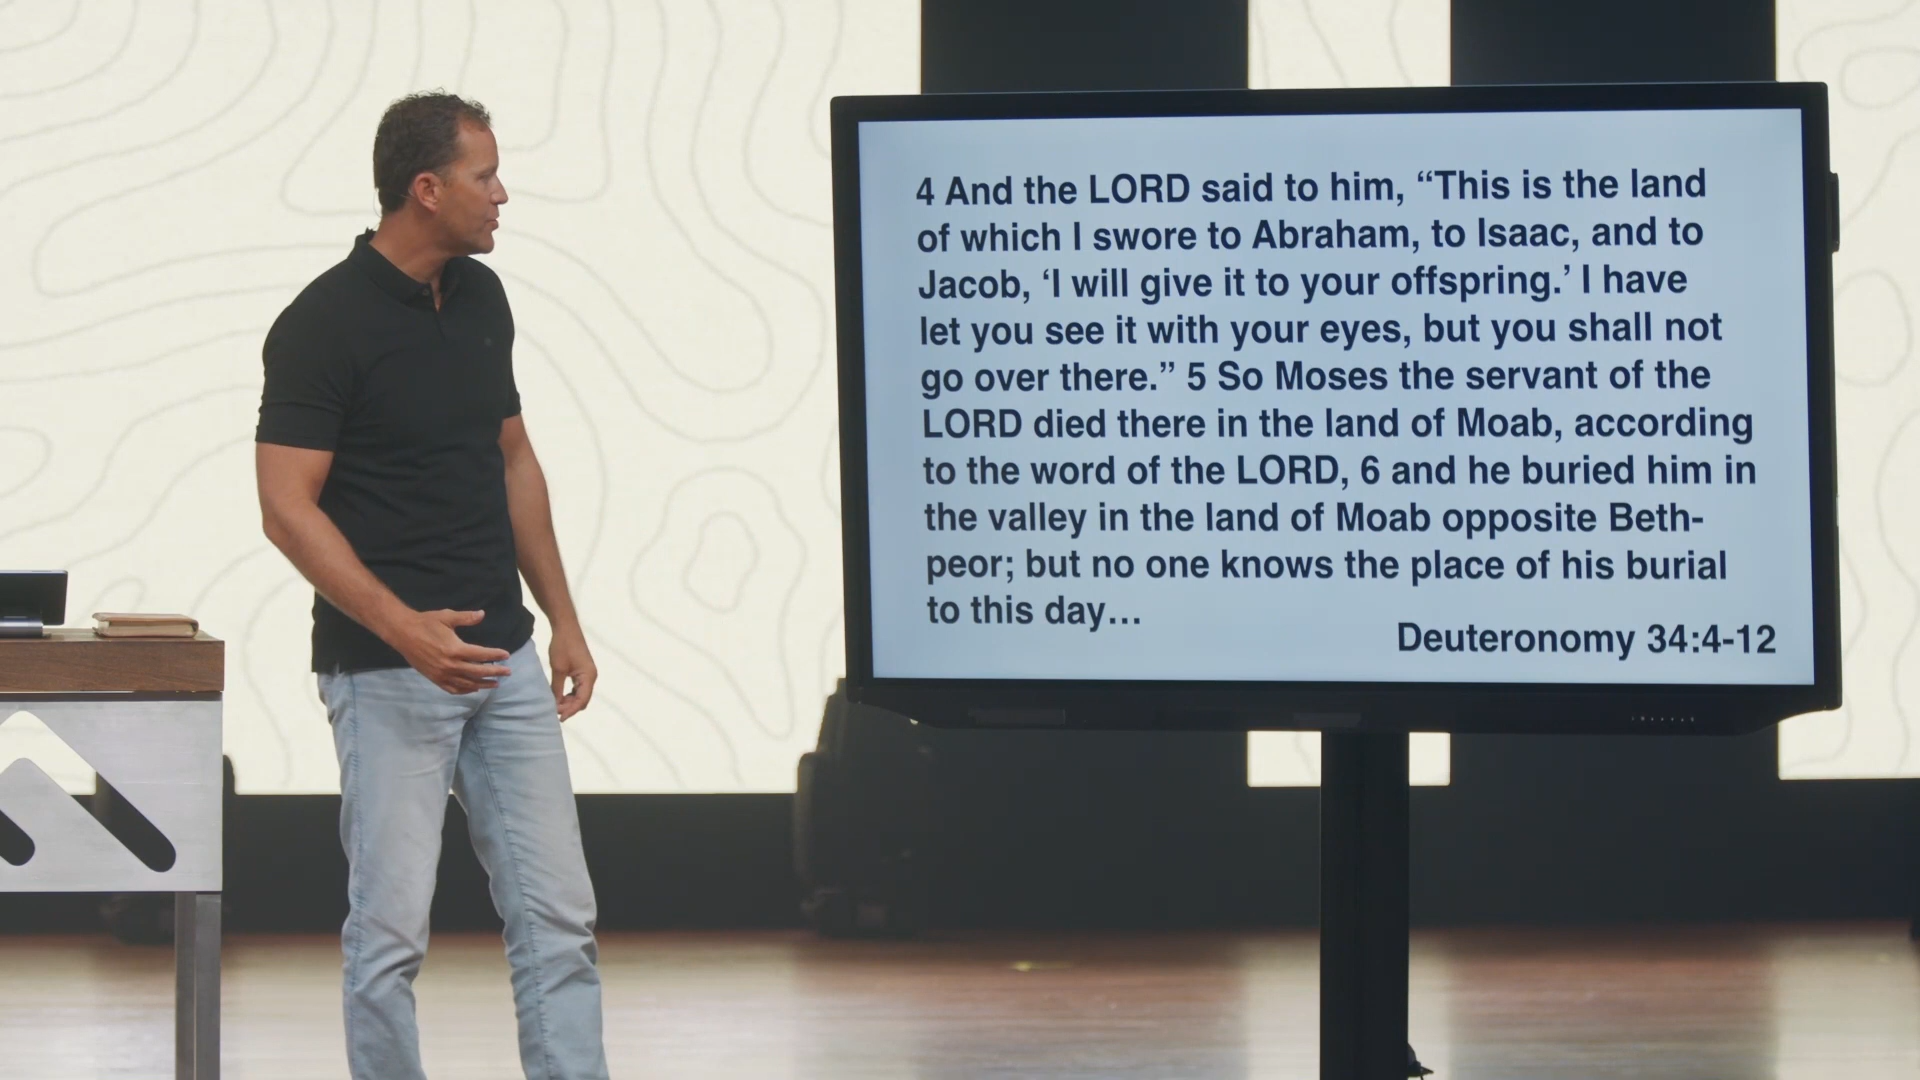 4 And the LORD said to him, “This is the land
of which I swore to Abraham, to Isaac, and to
Jacob, ‘I will give it to your offspring.’ I have
let you see it with your eyes, but you shall not
go over there.” 5 So Moses the servant of the
LORD died there in the land of Moab, according
to the word of the LORD, 6 and he buried him in
the valley in the land of Moab opposite Beth-
peor; but no one knows the place of his burial
to this day…
Deuteronomy 34:4-12